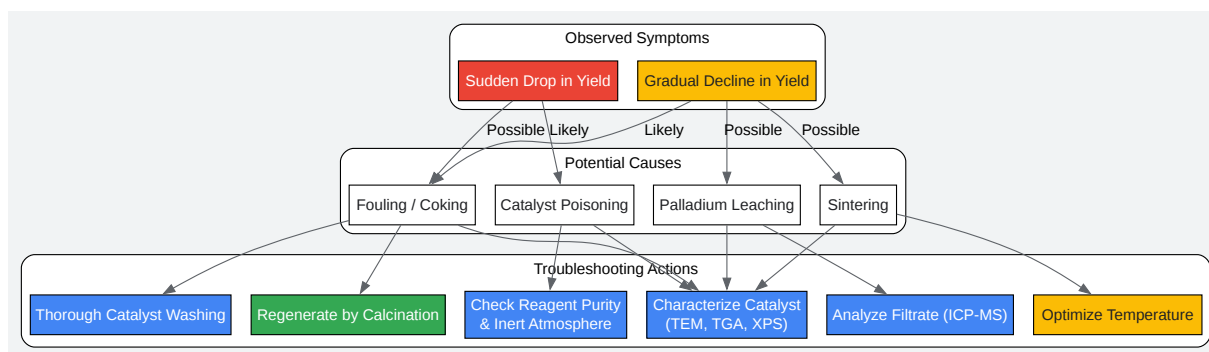 Observed Symptoms
Sudden Drop in Yield
Gradual Decline in Yield
Possible
Likely
Likely
Possible
Possible
Potential Causes
Fouling / Coking
Catalyst Poisoning
Palladium Leaching
Sintering
Troubleshooting Actions
Thorough Catalyst Washing
Regenerate by Calcination
Check Reagent Purity
& Inert Atmosphere
Characterize Catalyst
(TEM, TGA, XPS)
Analyze Filtrate (ICP-MS)
Optimize Temperature